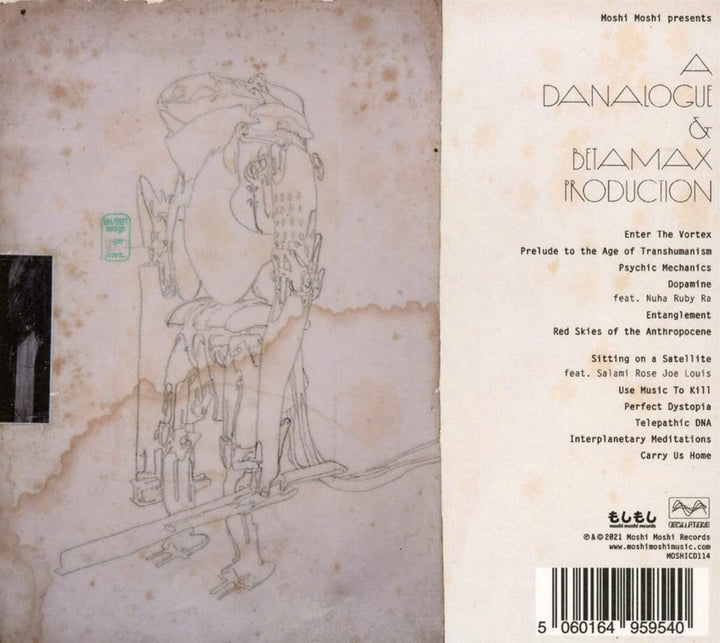 Moshi Moshi presents
A
DANALOGUE
&
BETAMAX
PRODUCTION
Enter The Vortex
Prelude to the Age of Transhumanism
Psychic Mechanics
Dopamine
feat. Nuha Ruby Ra
Entanglement
Red Skies of the Anthropocene
Sitting on a Satellite
feat. Salami Rose Joe Louis
Use Music To Kill
Perfect Dystopia
Telepathic DNA
Interplanetary Meditations
Carry Us Home
もしもし
moshi moshi records
OSCILLATIONS
℗ & © 2021 Moshi Moshi Records
www.moshimoshimusic.com
MOSHICD114
5 060164 959540
design